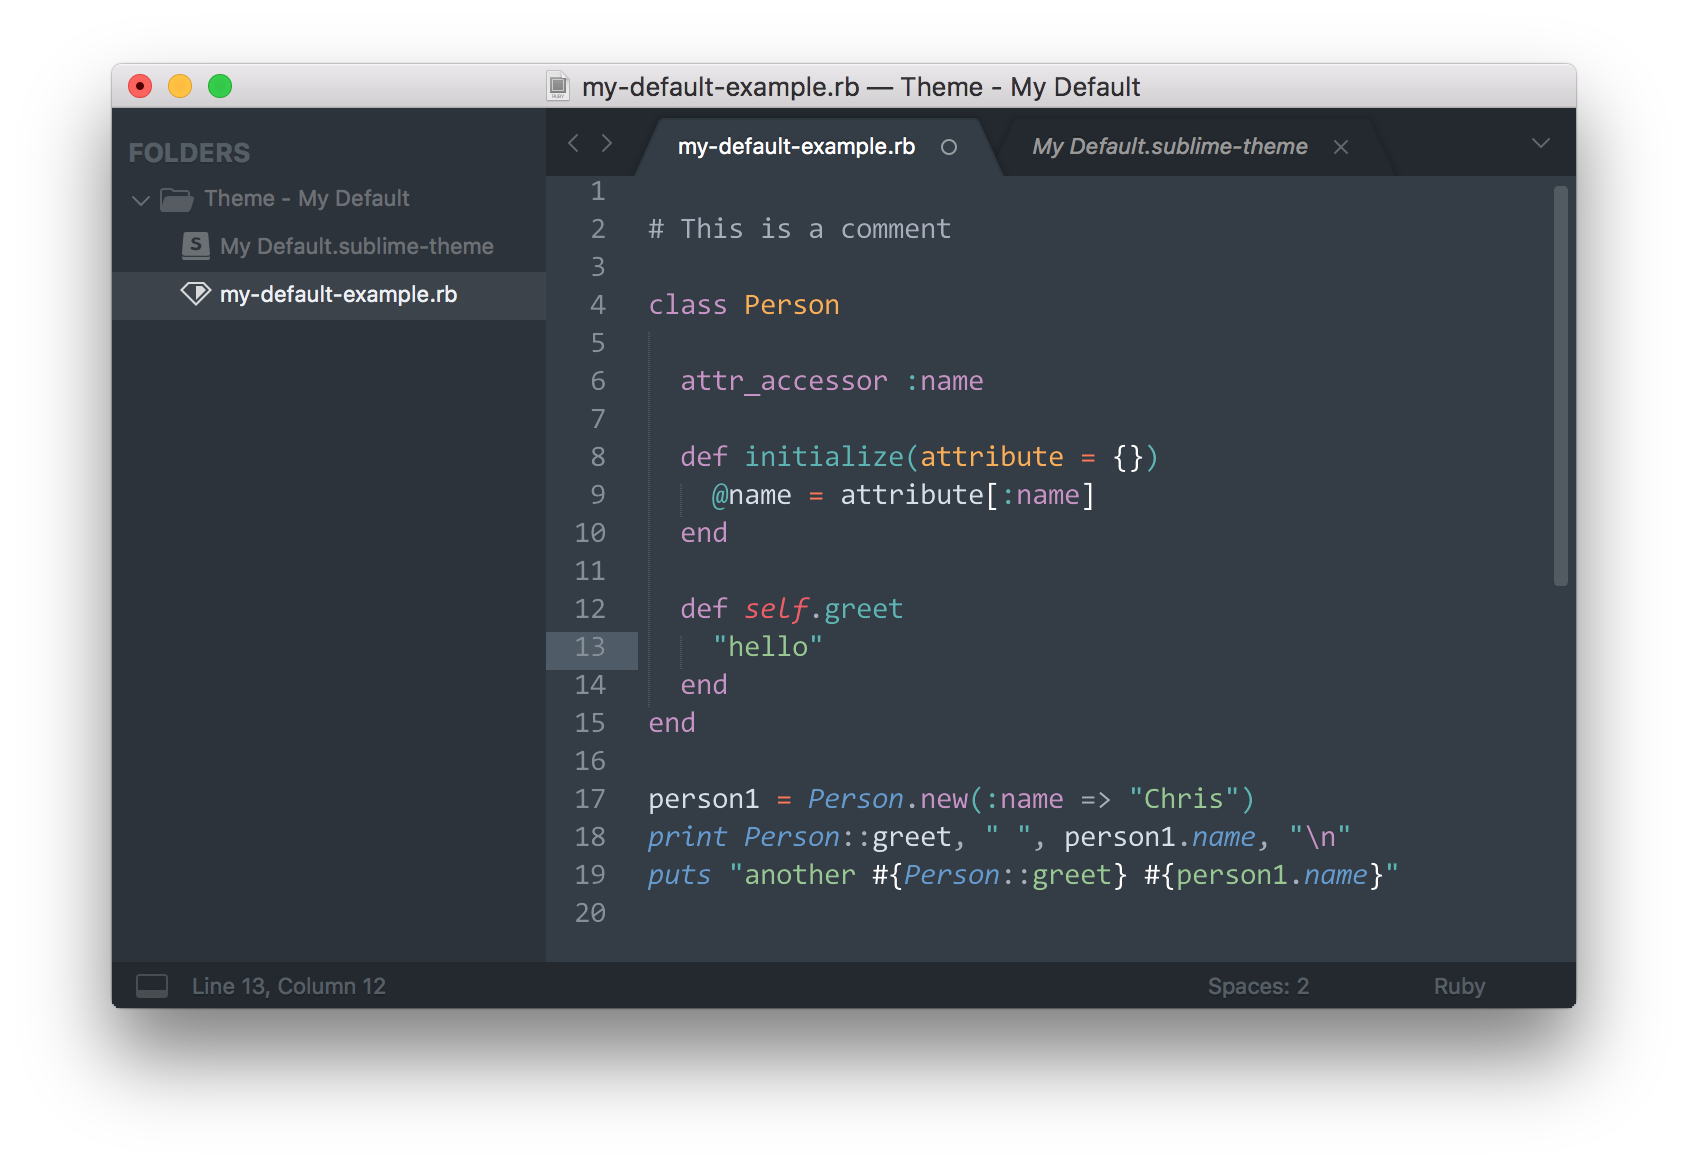 my-default-example.rb — Theme - My Default
FOLDERS
Theme - My Default
My Default.sublime-theme
my-default-example.rb
my-default-example.rb
My Default.sublime-theme
1
2 # This is a comment
3
4 class Person
5
6 attr_accessor :name
7
8 def initialize(attribute = {})
9 @name = attribute[:name]
10 end
11
12 def self.greet
13 "hello"
14 end
15 end
16
17 person1 = Person.new(:name => "Chris")
18 print Person::greet, " ", person1.name, "\n"
19 puts "another #{Person::greet} #{person1.name}"
20
Line 13, Column 12
Spaces: 2
Ruby